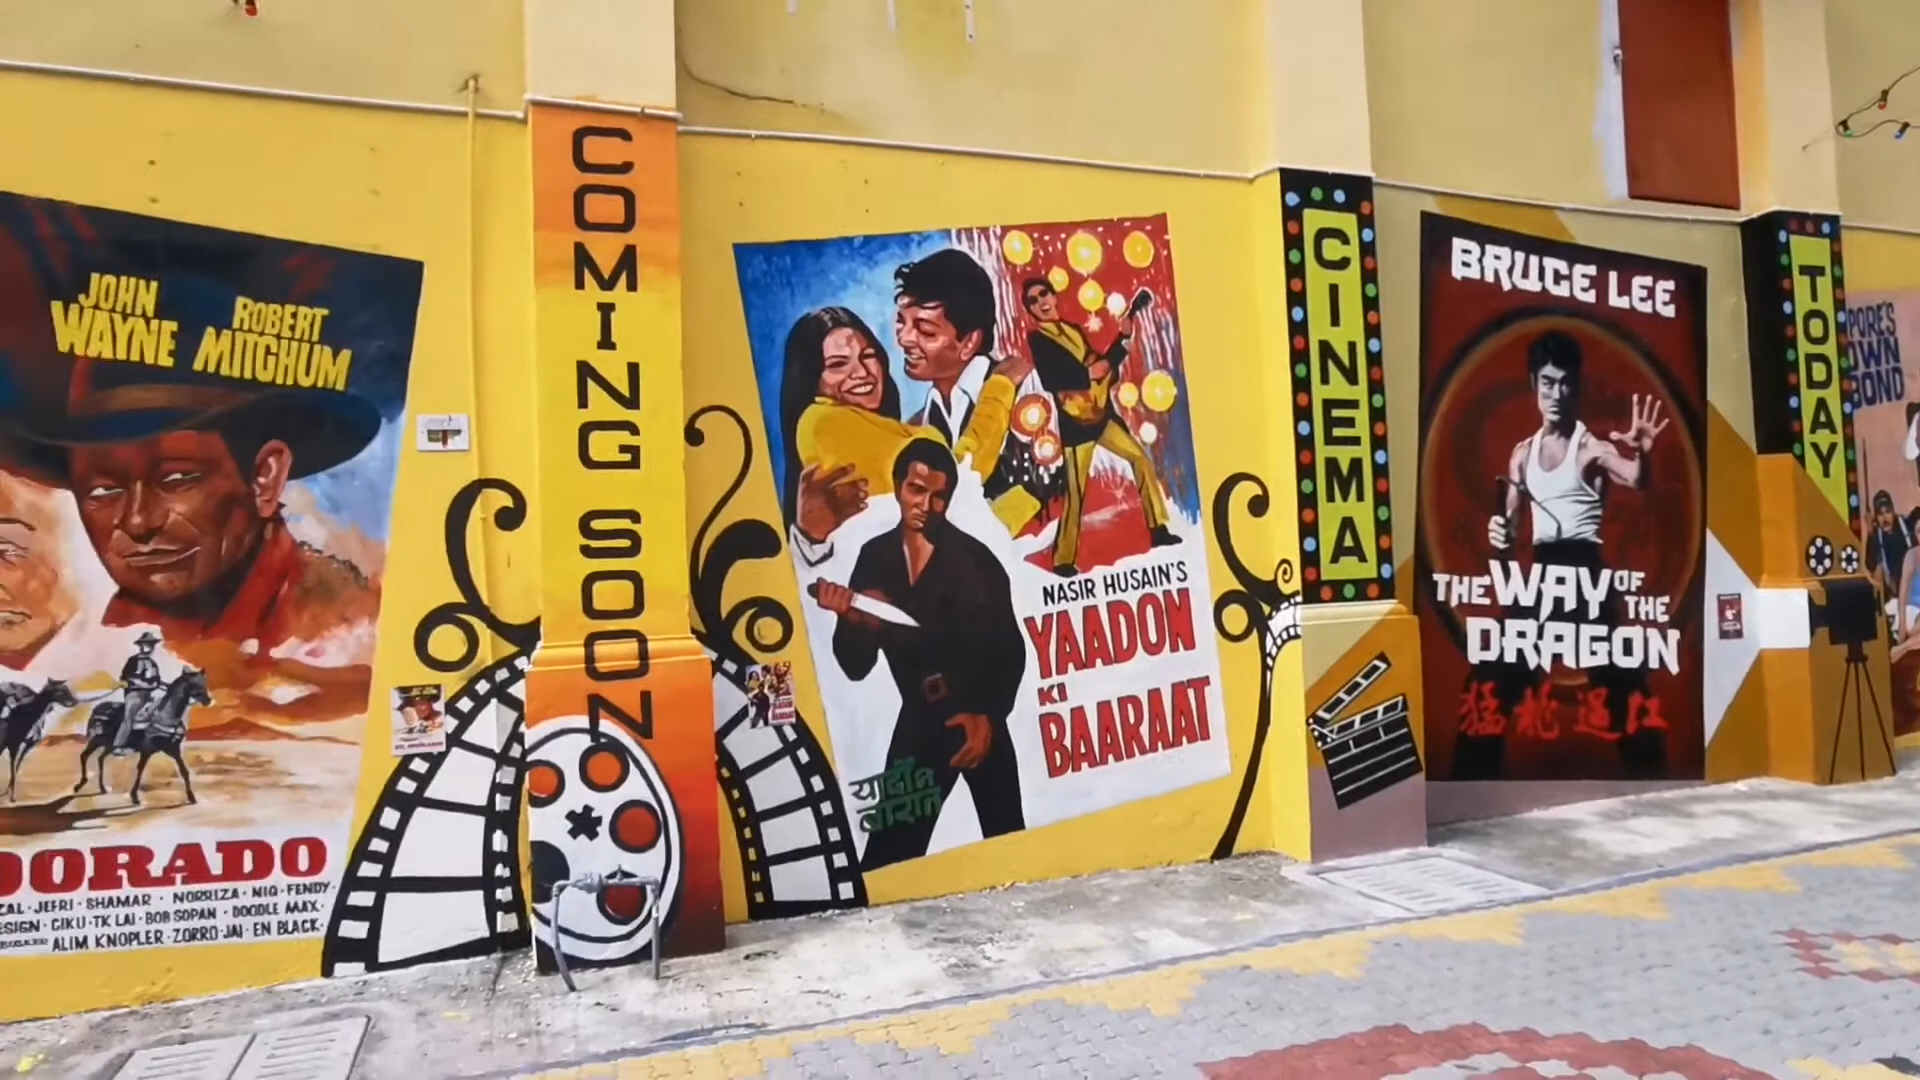 JOHN
WAYNE
ROBERT
MITCHUM
DORADO
ZAL · JEFRI · SHAMAR · NORRIZA · NIQ · FENDY ·
ESIGN · CIKU · TK LAI · BOB SOPAN · DOODLE MAX ·
ALIM KNOPLER · ZORRO · JAI · EN BLACK ·
COMING SOON
NASIR HUSAIN'S
YAADON
KI
BAARAAT
यादों की
बारात
CINEMA
BRUCE LEE
THE WAY OF THE
DRAGON
猛龍過江
TODAY
PORE'S
OWN
BOND